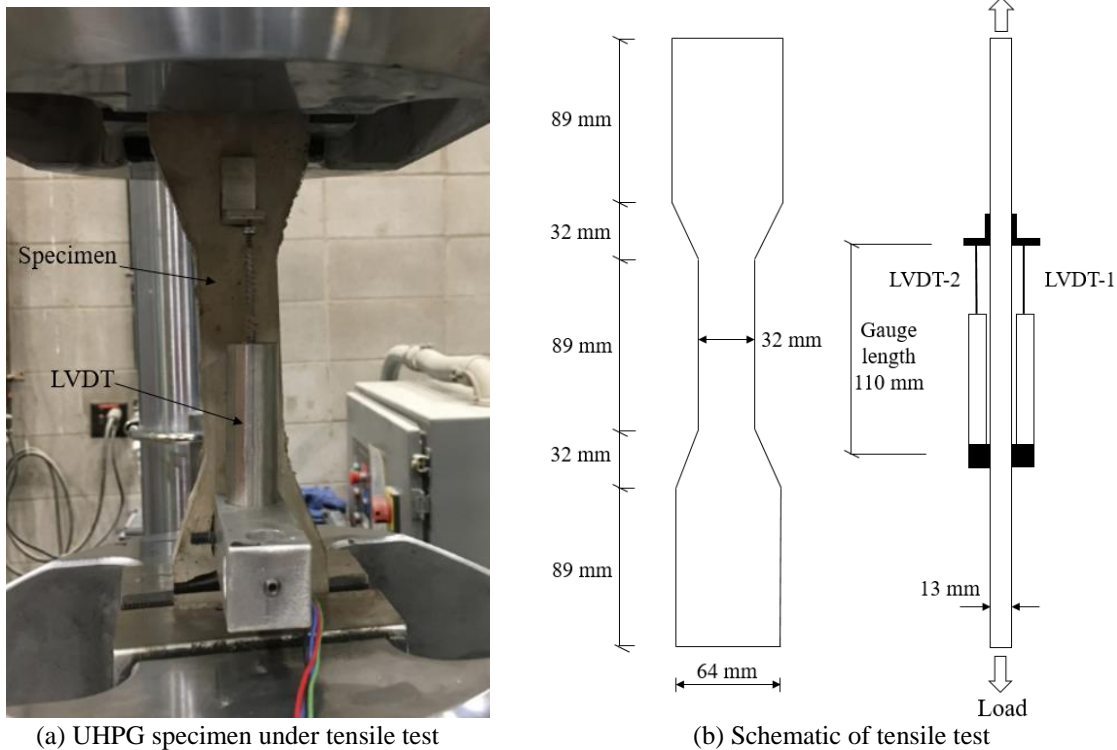 Specimen
LVDT
89 mm
32 mm
89 mm
32 mm
32 mm
89 mm
64 mm
LVDT-2
LVDT-1
Gauge
length
110 mm
13 mm
Load
(a) UHPG specimen under tensile test
(b) Schematic of tensile test